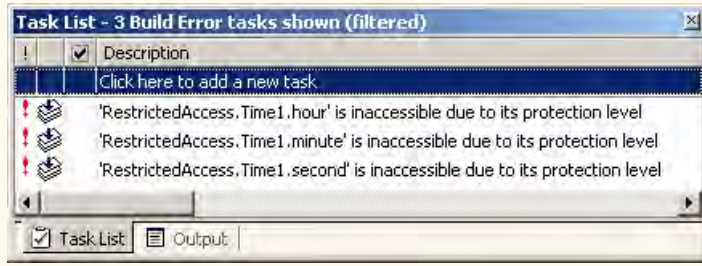 Task List - 3 Build Error tasks shown (filtered)
! Description
Click here to add a new task
! 'RestrictedAccess.Time1.hour' is inaccessible due to its protection level
! 'RestrictedAccess.Time1.minute' is inaccessible due to its protection level
! 'RestrictedAccess.Time1.second' is inaccessible due to its protection level
Task List Output